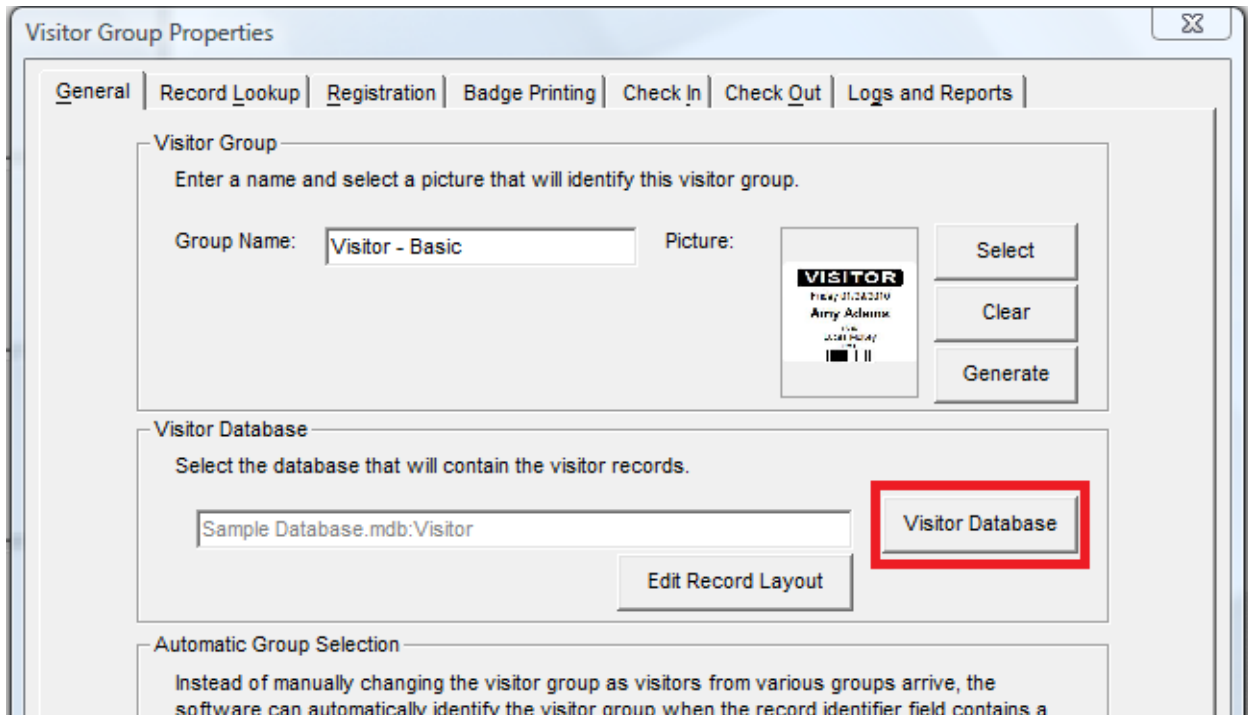 Visitor Group Properties
General Record Lookup Registration Badge Printing Check In Check Out Logs and Reports
Visitor Group
Enter a name and select a picture that will identify this visitor group.
Group Name: Visitor - Basic Picture:
VISITOR
Amy Adams
Select
Clear
Generate
Visitor Database
Select the database that will contain the visitor records.
Sample Database.mdb:Visitor
Visitor Database
Edit Record Layout
Automatic Group Selection
Instead of manually changing the visitor group as visitors from various groups arrive, the
software can automatically identify the visitor group when the record identifier field contains a